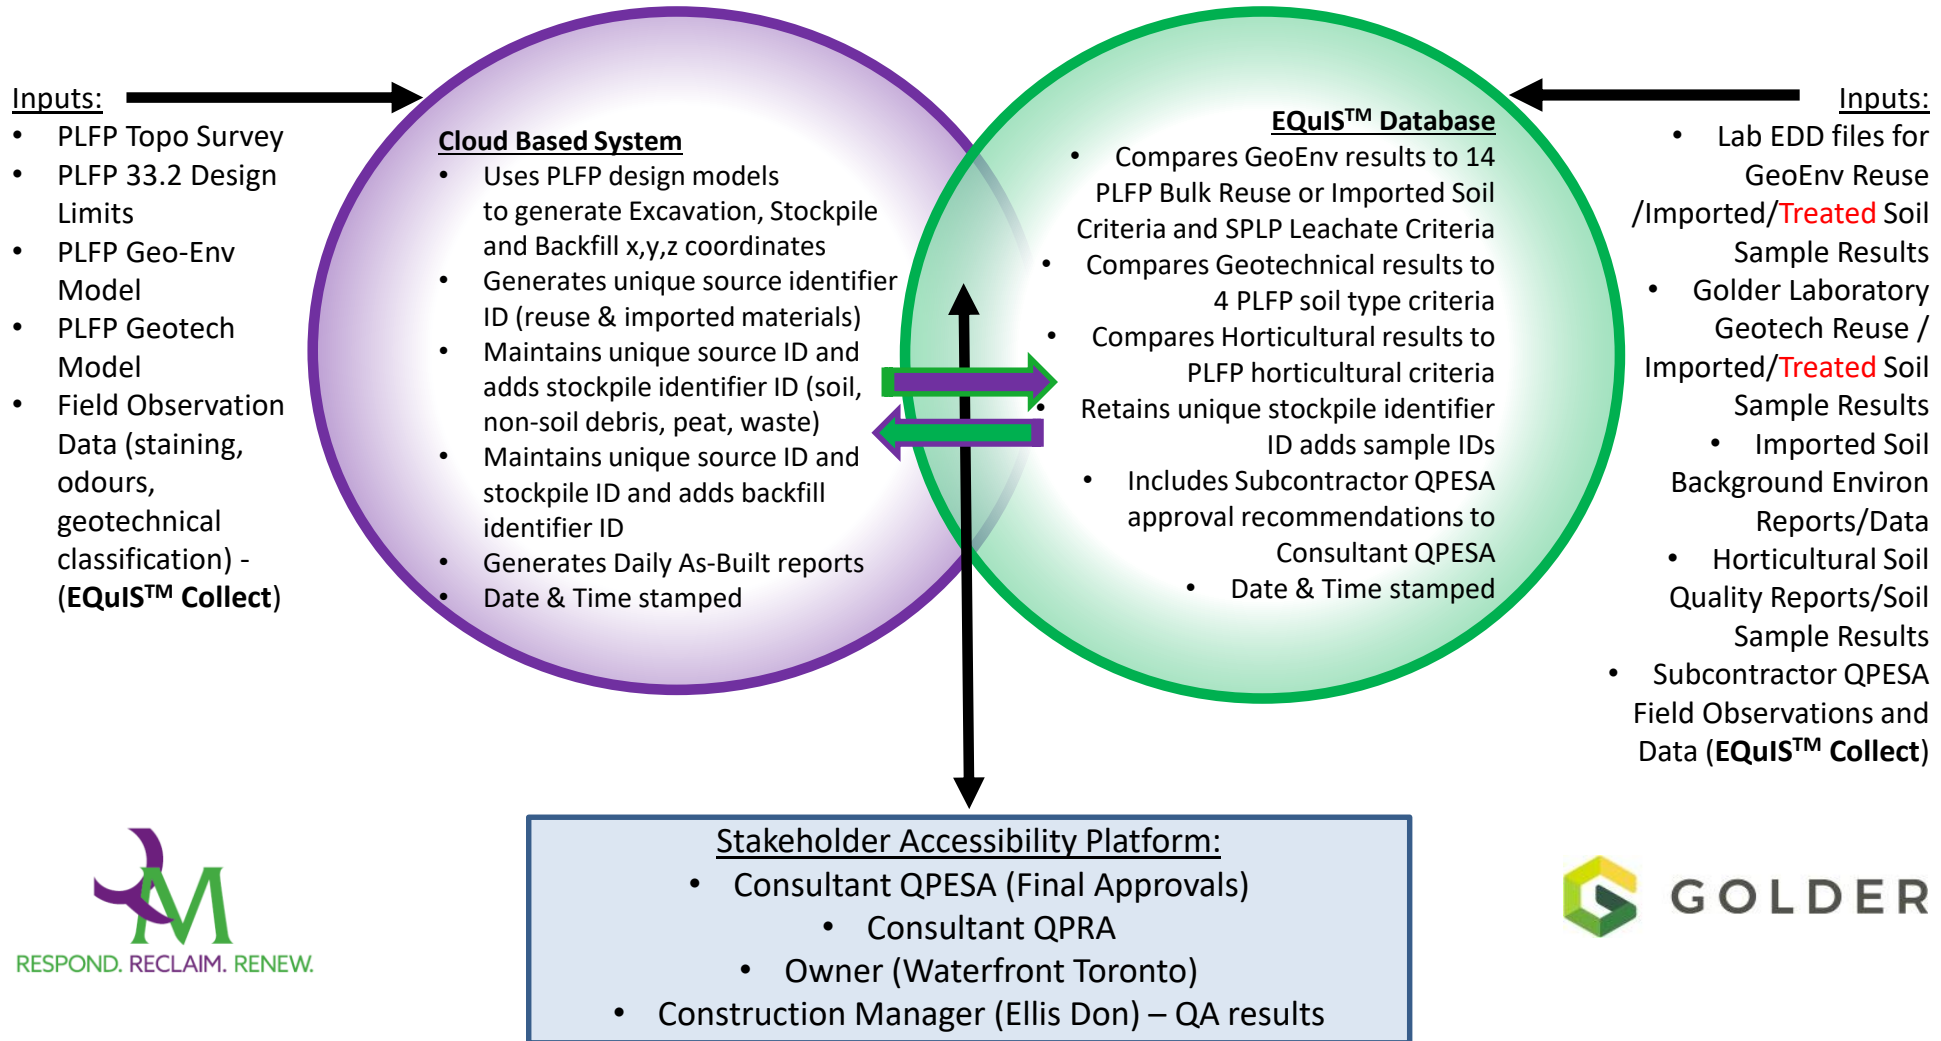 Inputs:
• PLFP Topo Survey
• PLFP 33.2 Design
Limits
• PLFP Geo-Env
Model
• PLFP Geotech
Model
• Field Observation
Data (staining,
odours,
geotechnical
classification) -
(EQuIS™ Collect)
Cloud Based System
• Uses PLFP design models
to generate Excavation, Stockpile
and Backfill x,y,z coordinates
• Generates unique source identifier
ID (reuse & imported materials)
• Maintains unique source ID and
adds stockpile identifier ID (soil,
non-soil debris, peat, waste)
• Maintains unique source ID and
stockpile ID and adds backfill
identifier ID
• Generates Daily As-Built reports
• Date & Time stamped
EQuIS™ Database
• Compares GeoEnv results to 14
PLFP Bulk Reuse or Imported Soil
Criteria and SPLP Leachate Criteria
• Compares Geotechnical results to
4 PLFP soil type criteria
• Compares Horticultural results to
PLFP horticultural criteria
• Retains unique stockpile identifier
ID adds sample IDs
• Includes Subcontractor QPESA
approval recommendations to
Consultant QPESA
• Date & Time stamped
Inputs:
• Lab EDD files for
GeoEnv Reuse
/Imported/Treated Soil
Sample Results
• Golder Laboratory
Geotech Reuse /
Imported/Treated Soil
Sample Results
• Imported Soil
Background Environ
Reports/Data
• Horticultural Soil
Quality Reports/Soil
Sample Results
• Subcontractor QPESA
Field Observations and
Data (EQuIS™ Collect)
Stakeholder Accessibility Platform:
• Consultant QPESA (Final Approvals)
• Consultant QPRA
• Owner (Waterfront Toronto)
• Construction Manager (Ellis Don) – QA results
RM
RESPOND. RECLAIM. RENEW.
GOLDER